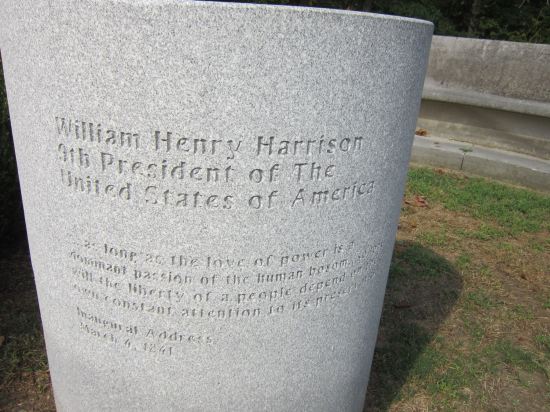 William Henry Harrison
9th President of The
United States of America
...as long as the love of power is a
dominant passion of the human bosom,
will the liberty of a people depend on
own constant attention to its
Inaugural Address
March 4, 1841